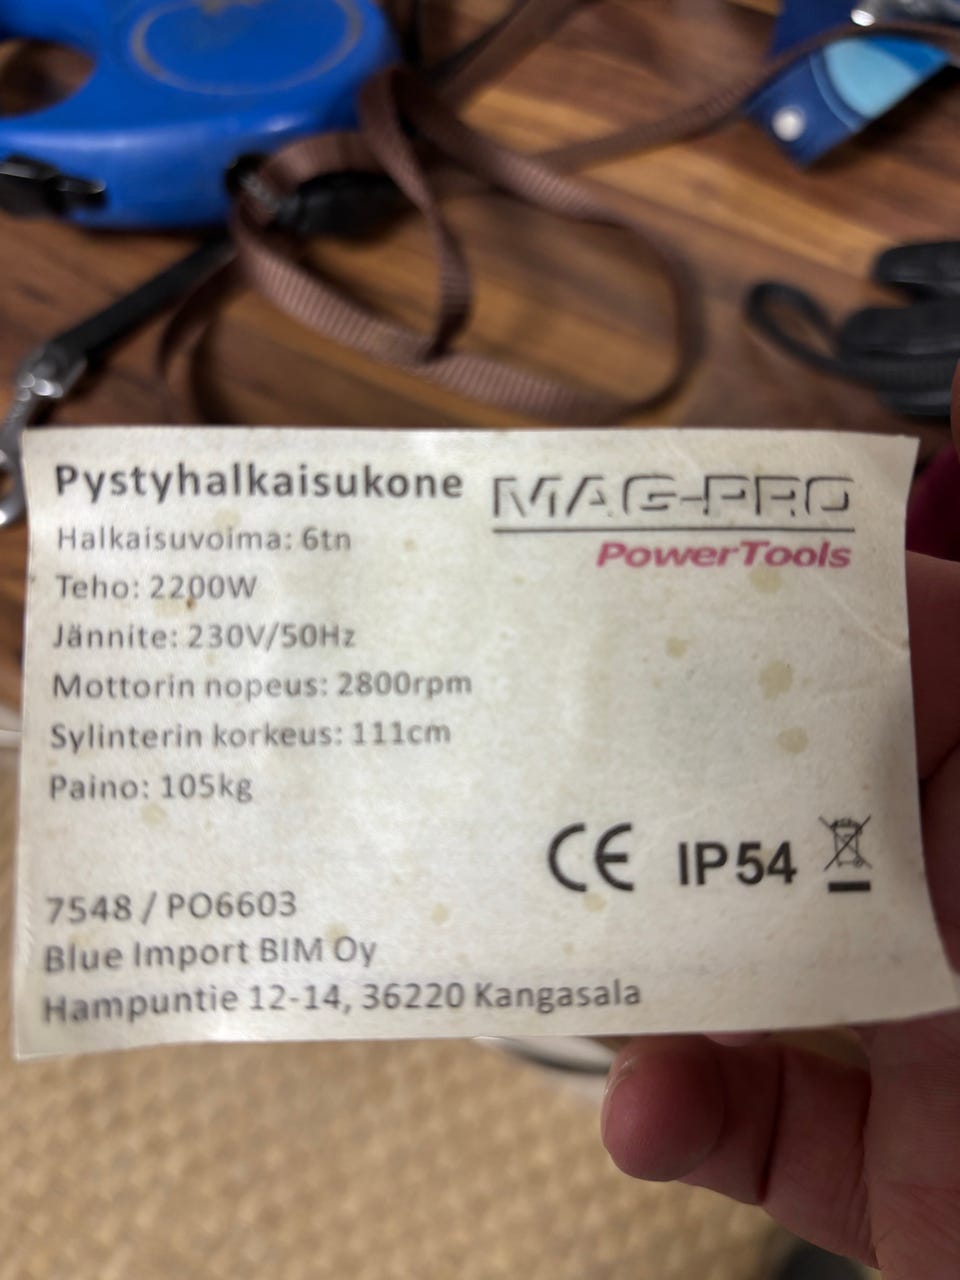 Pystyhalkaisukone
MAG-PRO
PowerTools
Halkaisuvoima: 6tn
Teho: 2200W
Jännite: 230V/50Hz
Mottorin nopeus: 2800rpm
Sylinterin korkeus: 111cm
Paino: 105kg
CE IP54
7548 / PO6603
Blue Import BIM Oy
Hampuntie 12-14, 36220 Kangasala